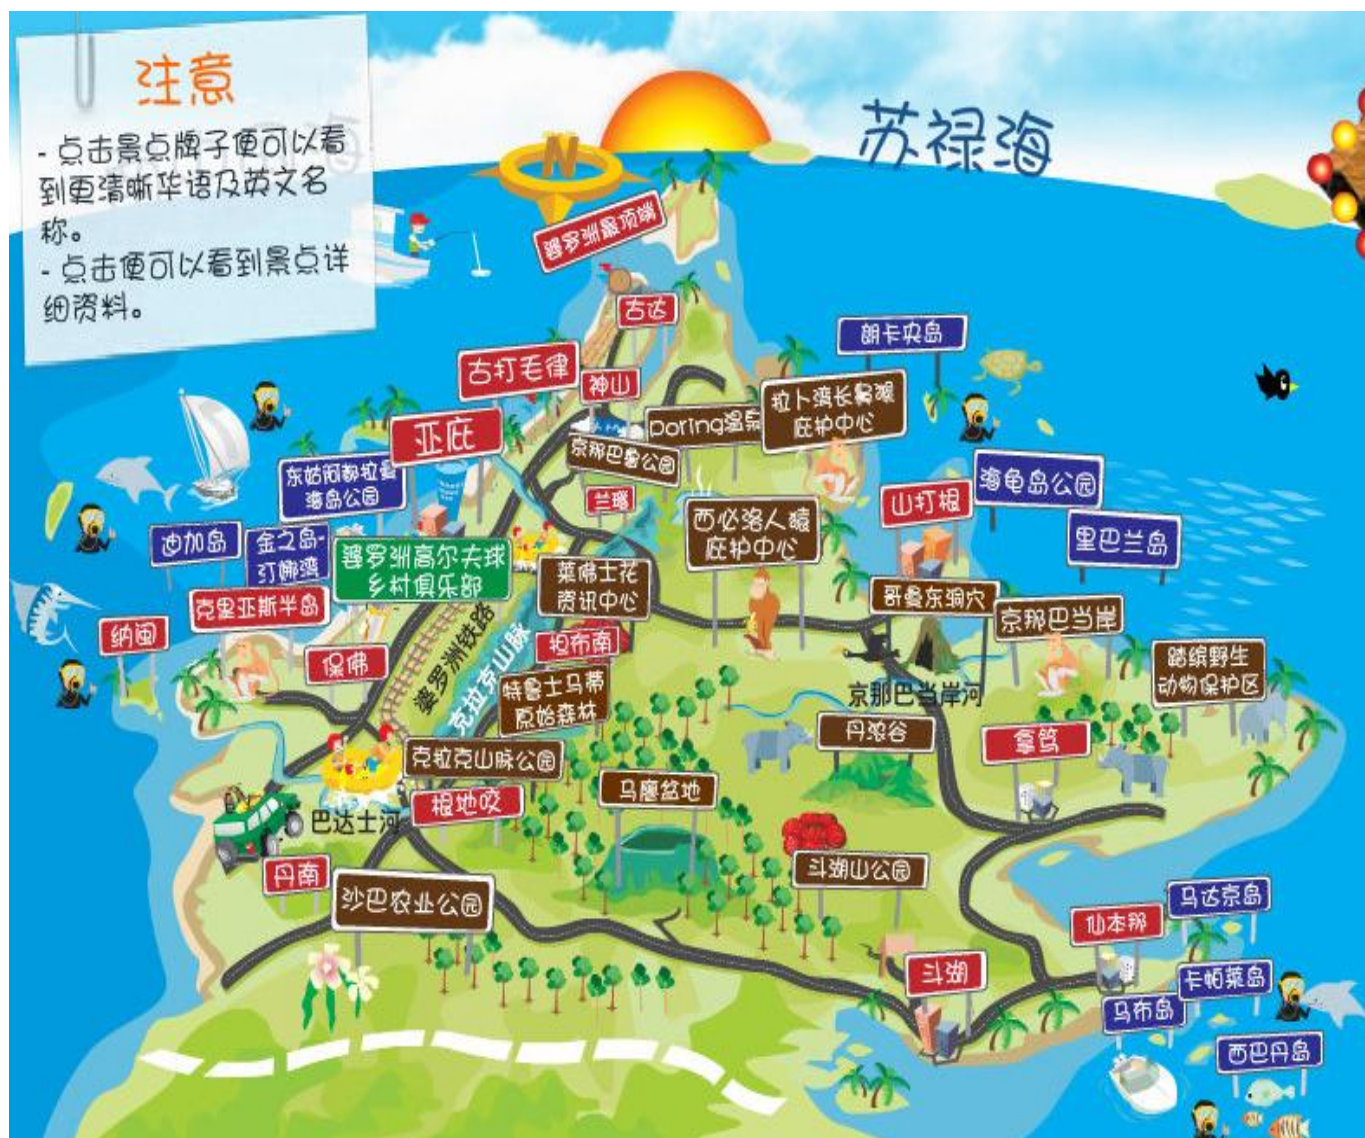 注意
- 点击景点牌子便可以看
到更清晰华语及英文名
称。
- 点击便可以看到景点详
细资料。
苏禄海
N
婆罗洲最顶端
古达
朗卡央岛
古打毛律
神山
拉卜湾长鼻猴
庇护中心
poring温泉
亚庇
京那巴鲁公园
东姑阿都拉曼
海岛公园
海龟岛公园
兰瑙
山打根
西必洛人猿
庇护中心
里巴兰岛
迪加岛
金之岛-
汀娜湾
婆罗洲高尔夫球
乡村俱乐部
莱佛士花
资讯中心
克里亚斯半岛
哥曼东洞穴
京那巴当岸
纳闽
保佛
婆罗洲铁路
坦布南
踏缤野生
动物保护区
克拉克山脉
特鲁士马蒂
原始森林
京那巴当岸河
丹浓谷
拿笃
克拉克山脉公园
马廖盆地
根地咬
巴达士河
丹南
斗湖山公园
沙巴农业公园
马达京岛
仙本那
斗湖
卡帕莱岛
马布岛
西巴丹岛